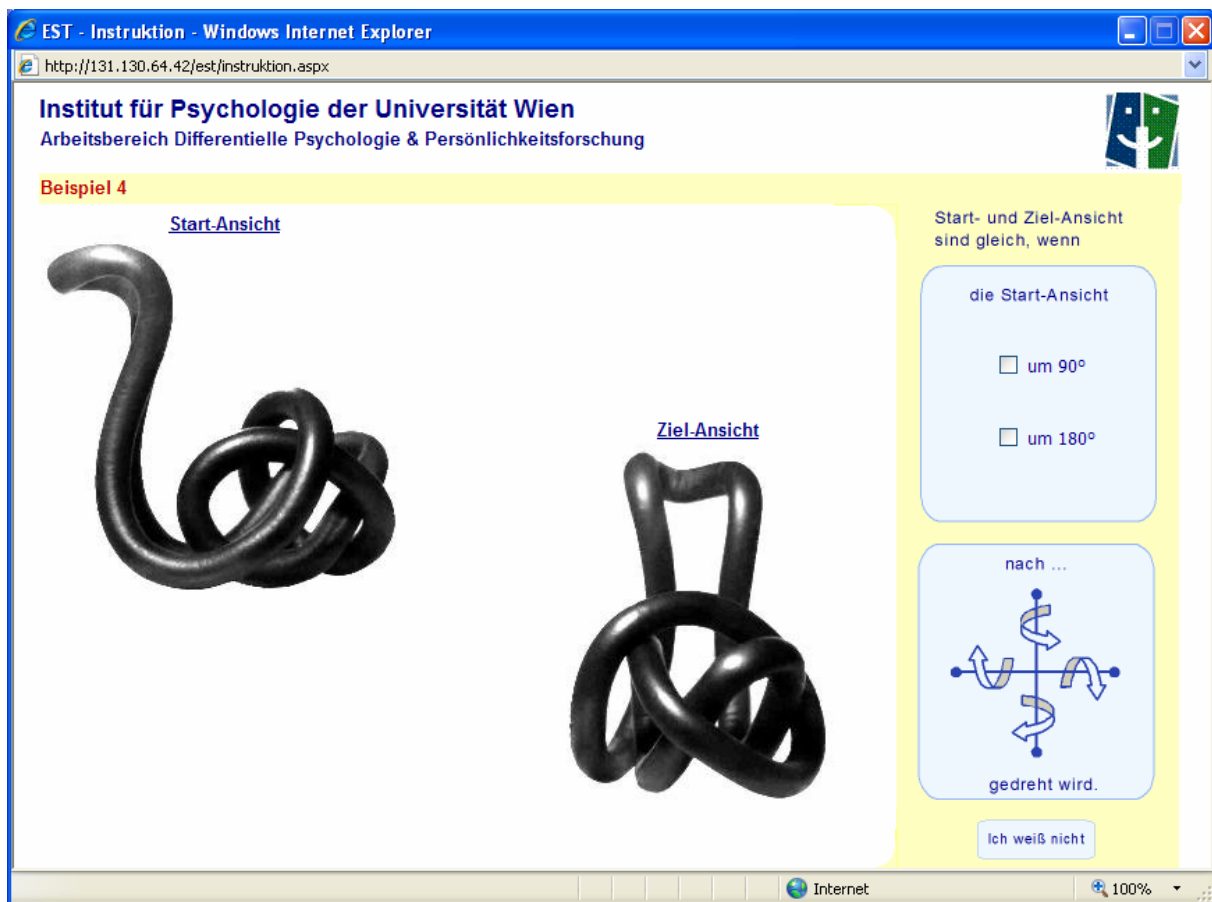 EST - Instruktion - Windows Internet Explorer
http://131.130.64.42/est/instruktion.aspx
Institut für Psychologie der Universität Wien
Arbeitsbereich Differentielle Psychologie & Persönlichkeitsforschung
Beispiel 4
Start-Ansicht
Ziel-Ansicht
Start- und Ziel-Ansicht
sind gleich, wenn
die Start-Ansicht
um 90º
um 180º
nach ...
gedreht wird.
Ich weiß nicht
Internet
100%